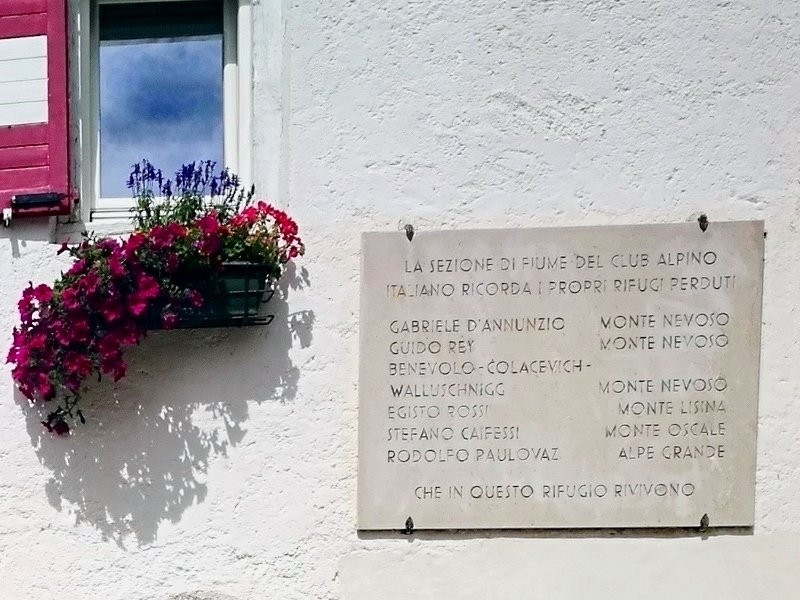 LA SEZIONE DI FIUME DEL CLUB ALPINO
ITALIANO RICORDA I PROPRI RIFUGI PERDUTI
GABRIELE D'ANNUNZIO MONTE NEVOSO
GUIDO REY MONTE NEVOSO
BENEVOLO-COLACEVICH-
WALLUSCHNIGG MONTE NEVOSO
EGISTO ROSSI MONTE LISINA
STEFANO CAIFESSI MONTE OSCALE
RODOLFO PAULOVAZ ALPE GRANDE
CHE IN QUESTO RIFUGIO RIVIVONO